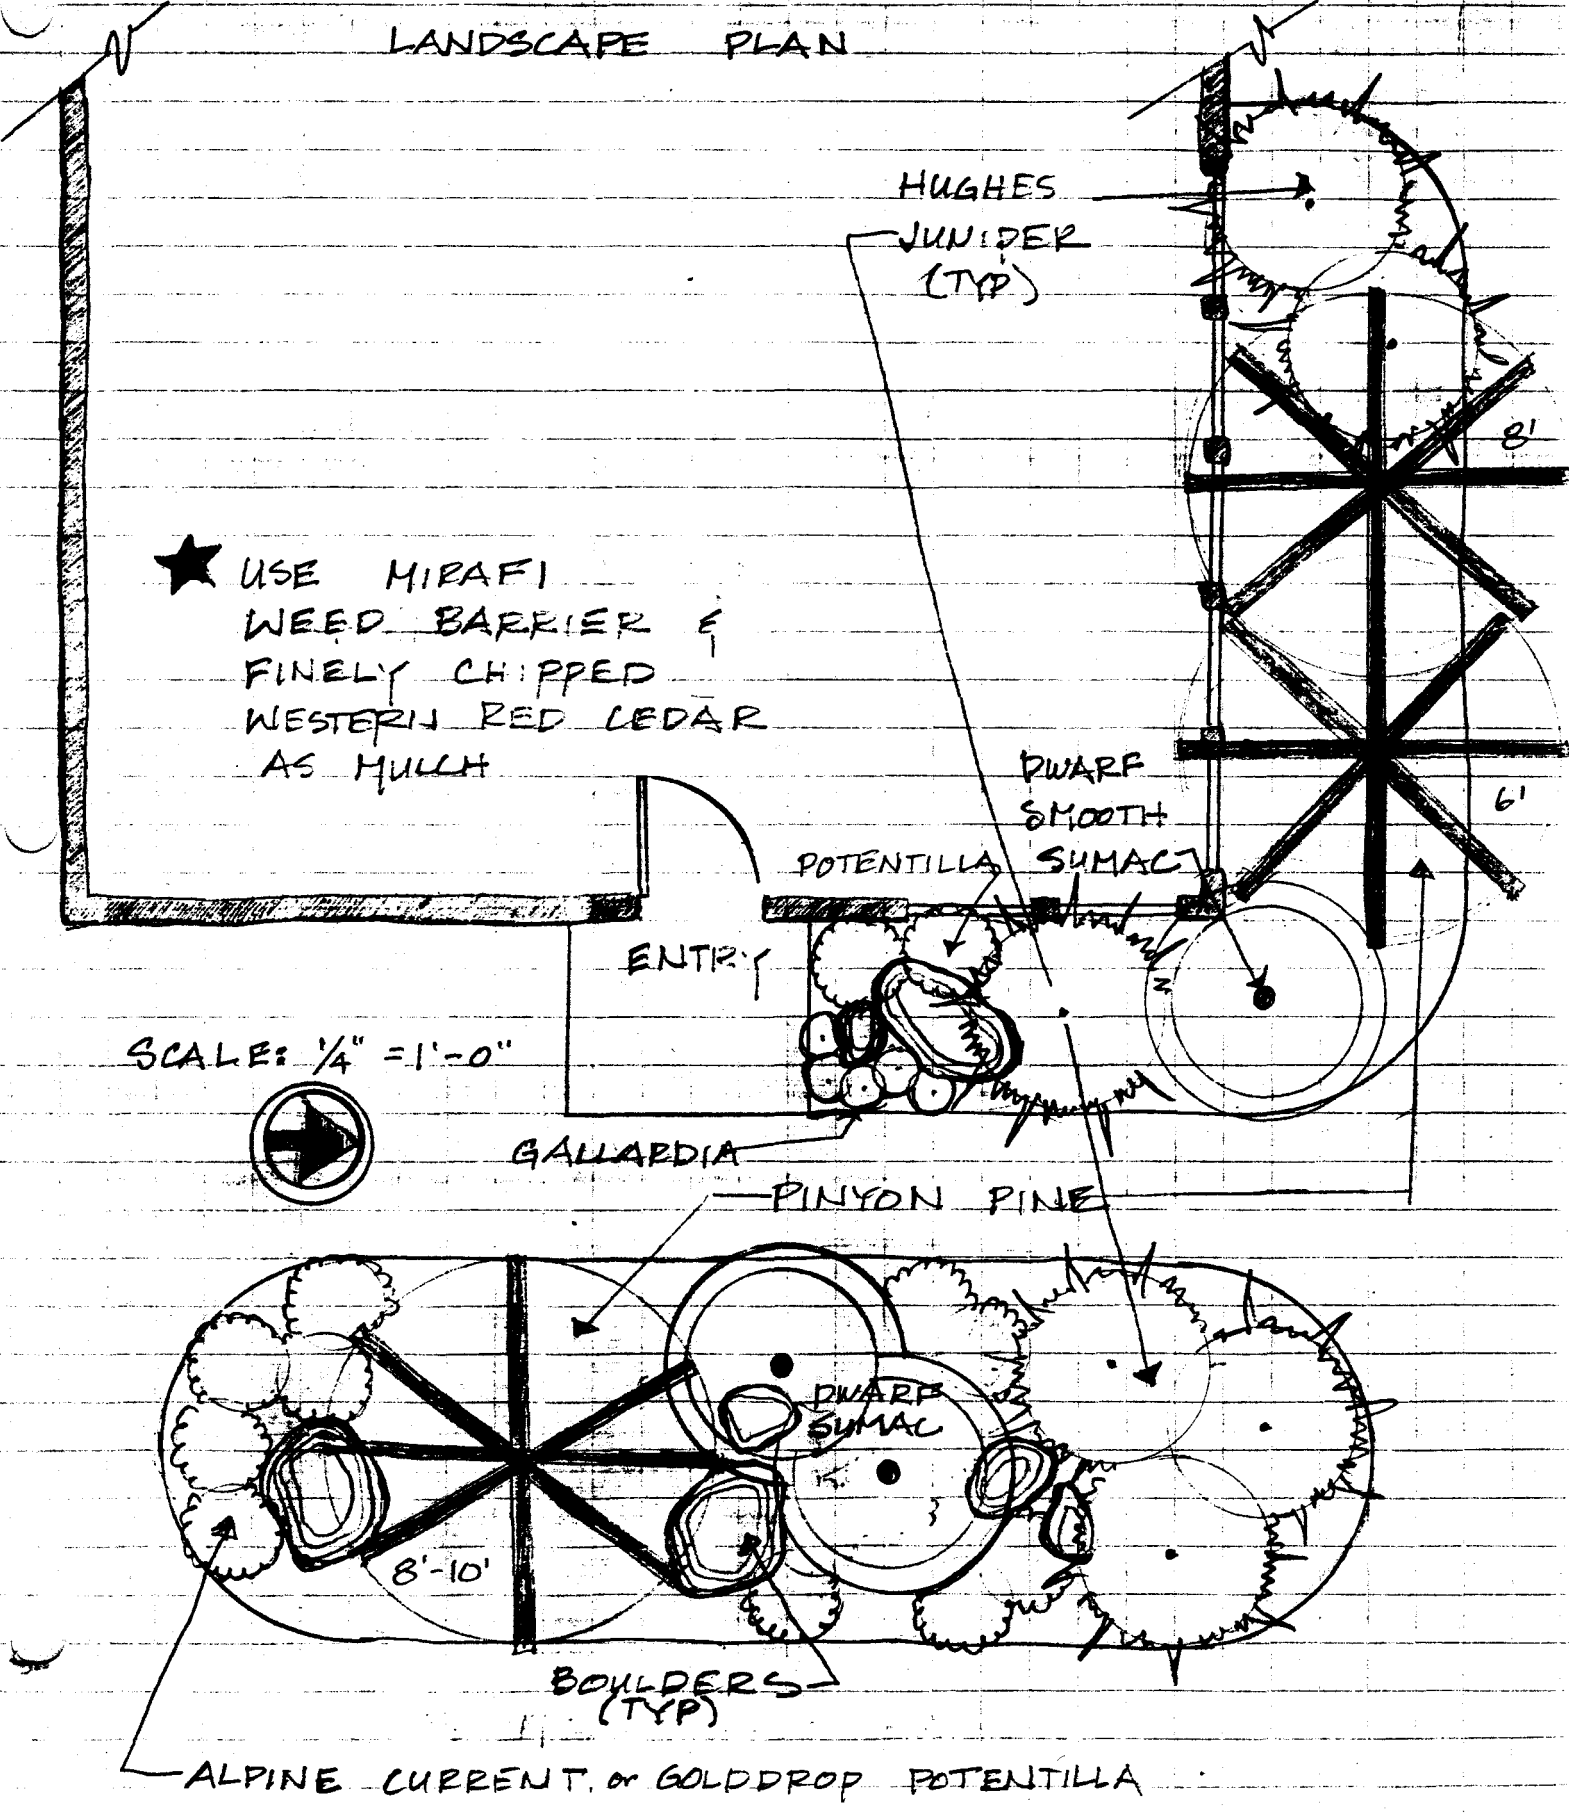 LANDSCAPE PLAN
HUGHES
JUNIPER
(TYP)
8'
★ USE MIRAFI
WEED BARRIER &
FINELY CHIPPED
WESTERN RED CEDAR
AS MULCH
DWARF
SMOOTH
SUMAC
6'
POTENTILLA
ENTRY
SCALE: 1/4" = 1'-0"
GALLARDIA
PINYON PINE
DWARF
SUMAC
8'-10'
BOULDERS
(TYP)
ALPINE CURRENT. or GOLDDROP POTENTILLA